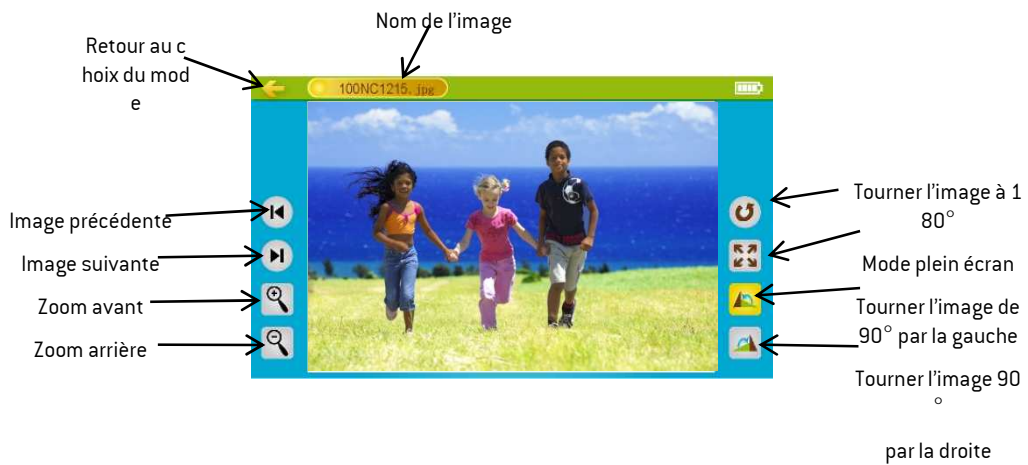 Nom de l'image
Retour au c
hoix du mod
e
100NC1215. jpg
Image précédente
Image suivante
Zoom avant
Zoom arrière
Tourner l'image à 1
80°
Mode plein écran
Tourner l'image de
90° par la gauche
Tourner l'image 90
°
par la droite